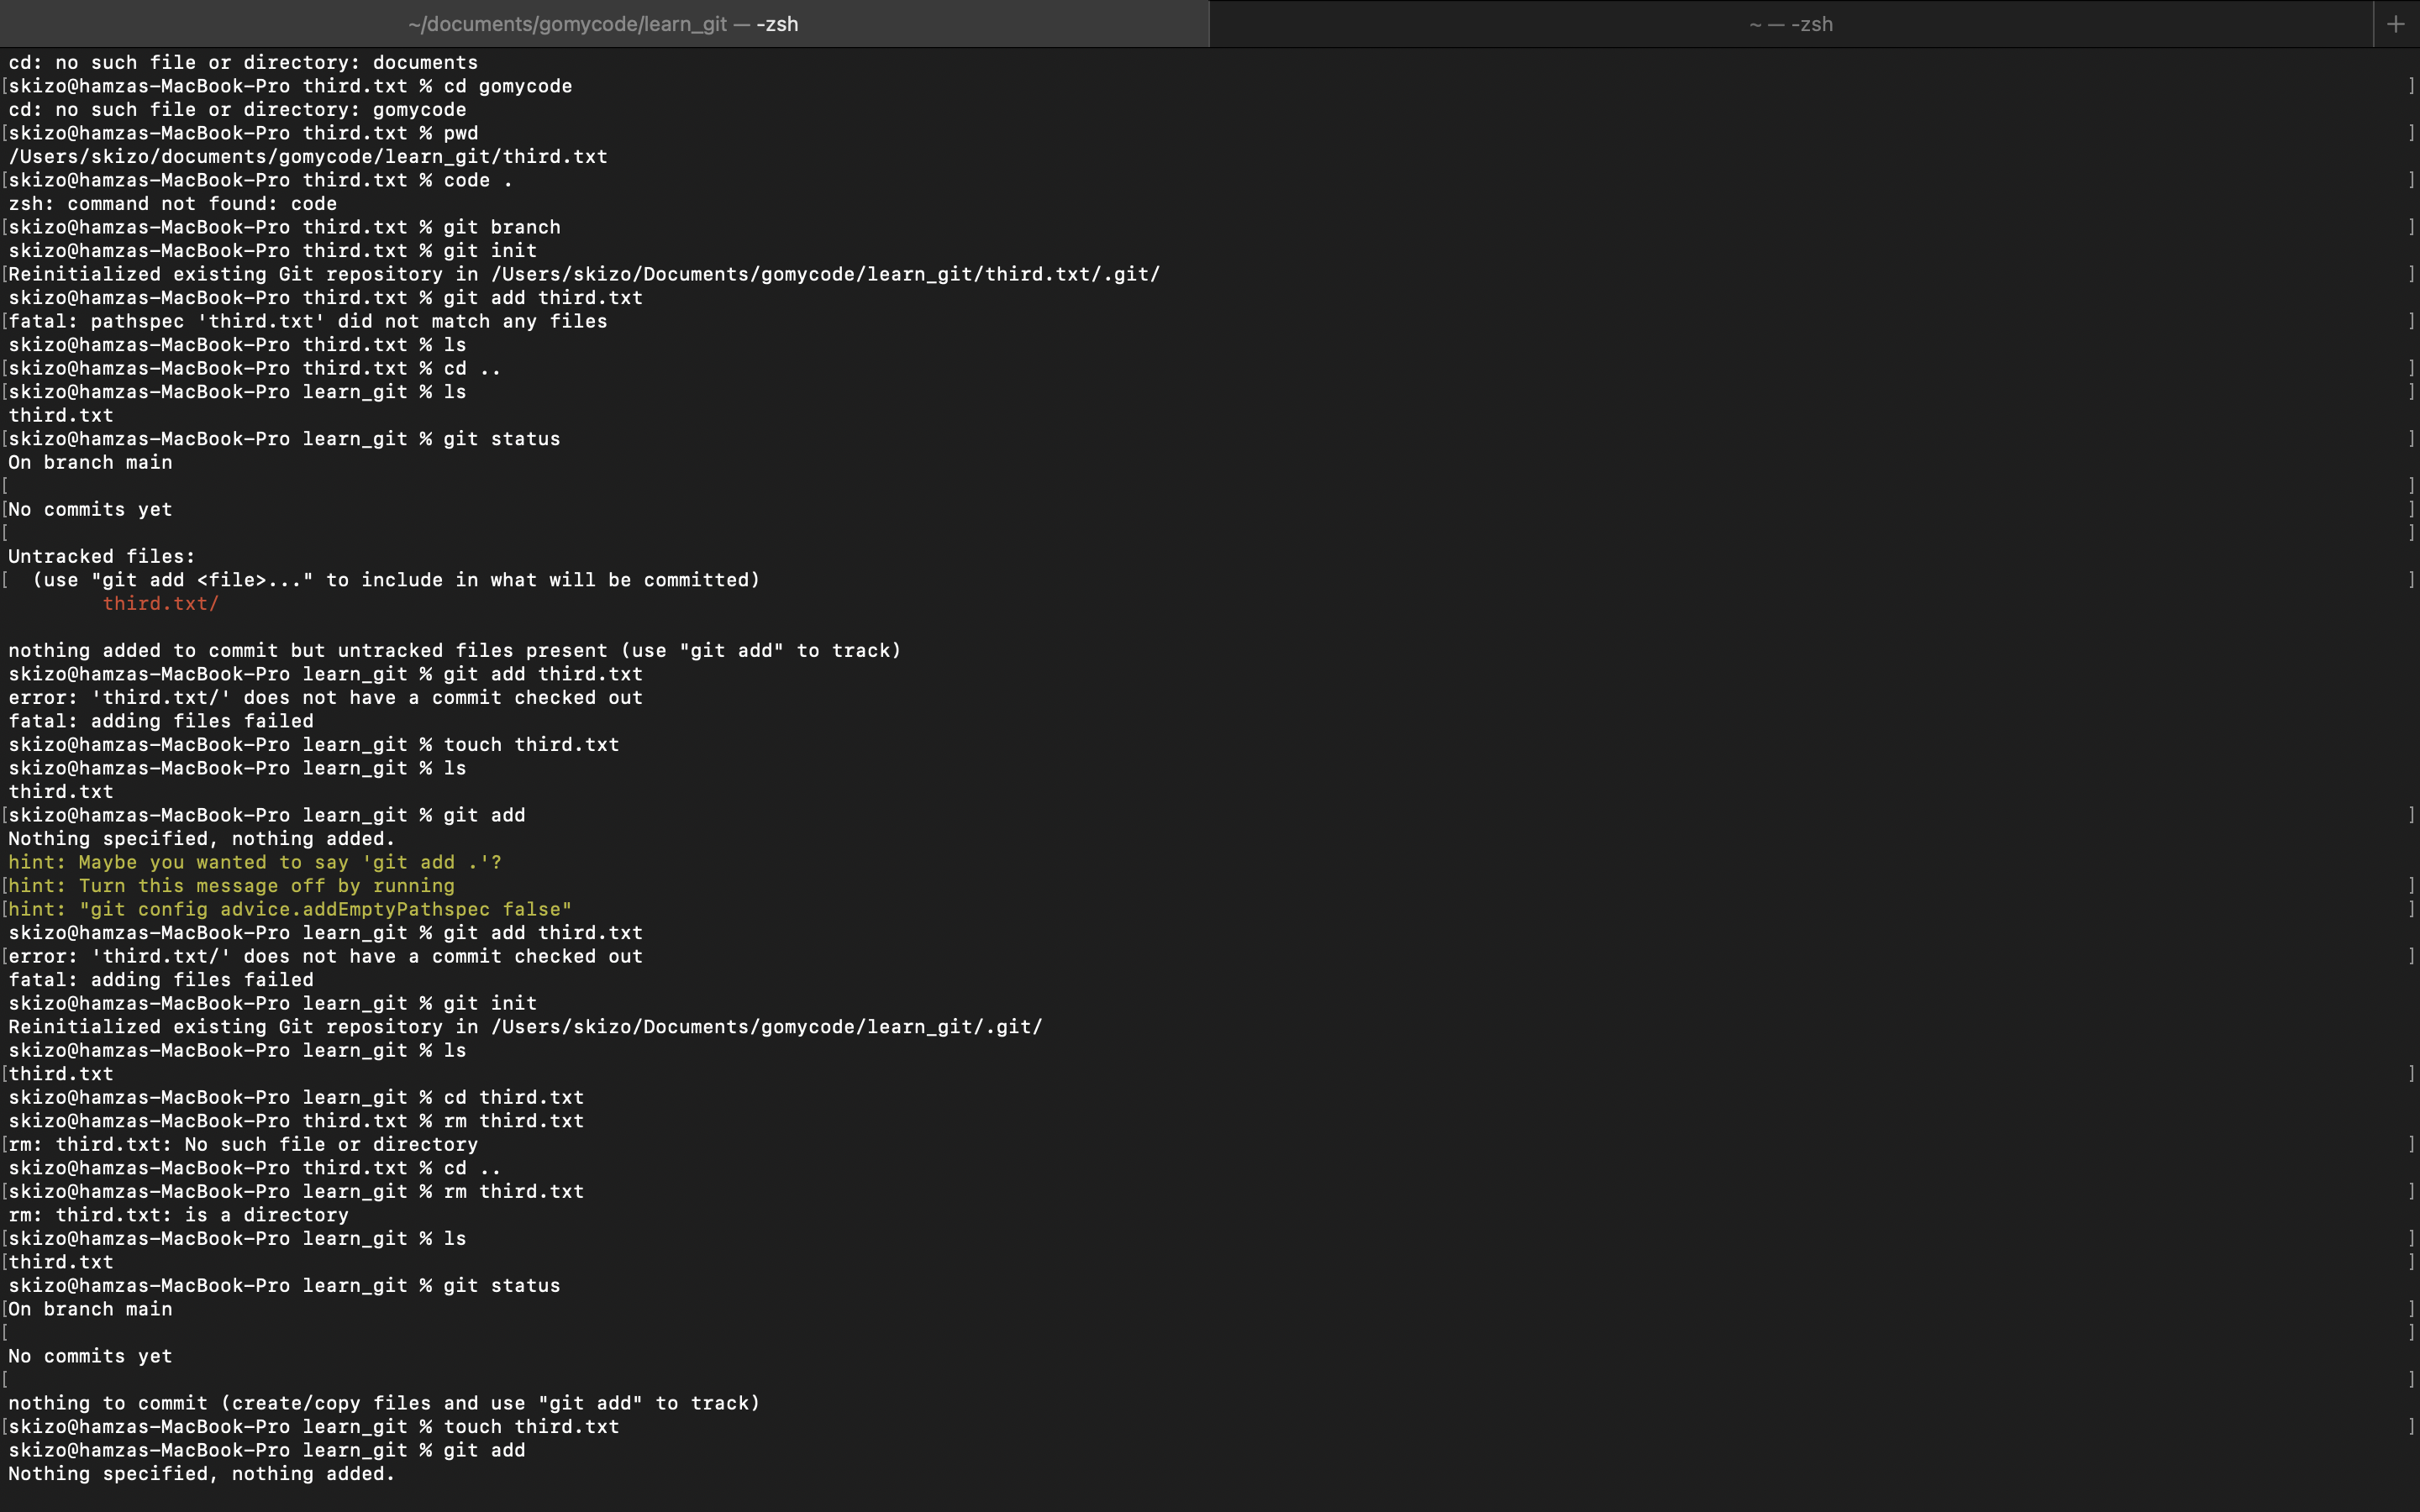 ~/documents/gomycode/learn_git — -zsh
~ — -zsh
+
cd: no such file or directory: documents
[skizo@hamzas-MacBook-Pro third.txt % cd gomycode ]
cd: no such file or directory: gomycode
[skizo@hamzas-MacBook-Pro third.txt % pwd ]
/Users/skizo/documents/gomycode/learn_git/third.txt
[skizo@hamzas-MacBook-Pro third.txt % code . ]
zsh: command not found: code
[skizo@hamzas-MacBook-Pro third.txt % git branch ]
skizo@hamzas-MacBook-Pro third.txt % git init
[Reinitialized existing Git repository in /Users/skizo/Documents/gomycode/learn_git/third.txt/.git/ ]
skizo@hamzas-MacBook-Pro third.txt % git add third.txt
[fatal: pathspec 'third.txt' did not match any files ]
skizo@hamzas-MacBook-Pro third.txt % ls
[skizo@hamzas-MacBook-Pro third.txt % cd .. ]
[skizo@hamzas-MacBook-Pro learn_git % ls ]
third.txt
[skizo@hamzas-MacBook-Pro learn_git % git status ]
On branch main
[ ]
[No commits yet ]
[ ]
Untracked files:
[  (use "git add <file>..." to include in what will be committed) ]
        third.txt/

nothing added to commit but untracked files present (use "git add" to track)
skizo@hamzas-MacBook-Pro learn_git % git add third.txt
error: 'third.txt/' does not have a commit checked out
fatal: adding files failed
skizo@hamzas-MacBook-Pro learn_git % touch third.txt
skizo@hamzas-MacBook-Pro learn_git % ls
third.txt
[skizo@hamzas-MacBook-Pro learn_git % git add ]
Nothing specified, nothing added.
hint: Maybe you wanted to say 'git add .'?
[hint: Turn this message off by running ]
[hint: "git config advice.addEmptyPathspec false" ]
skizo@hamzas-MacBook-Pro learn_git % git add third.txt
[error: 'third.txt/' does not have a commit checked out ]
fatal: adding files failed
skizo@hamzas-MacBook-Pro learn_git % git init
Reinitialized existing Git repository in /Users/skizo/Documents/gomycode/learn_git/.git/
skizo@hamzas-MacBook-Pro learn_git % ls
[third.txt ]
skizo@hamzas-MacBook-Pro learn_git % cd third.txt
skizo@hamzas-MacBook-Pro third.txt % rm third.txt
[rm: third.txt: No such file or directory ]
skizo@hamzas-MacBook-Pro third.txt % cd ..
[skizo@hamzas-MacBook-Pro learn_git % rm third.txt ]
rm: third.txt: is a directory
[skizo@hamzas-MacBook-Pro learn_git % ls ]
[third.txt ]
skizo@hamzas-MacBook-Pro learn_git % git status
[On branch main ]
[ ]
No commits yet
[ ]
nothing to commit (create/copy files and use "git add" to track)
[skizo@hamzas-MacBook-Pro learn_git % touch third.txt ]
skizo@hamzas-MacBook-Pro learn_git % git add
Nothing specified, nothing added.